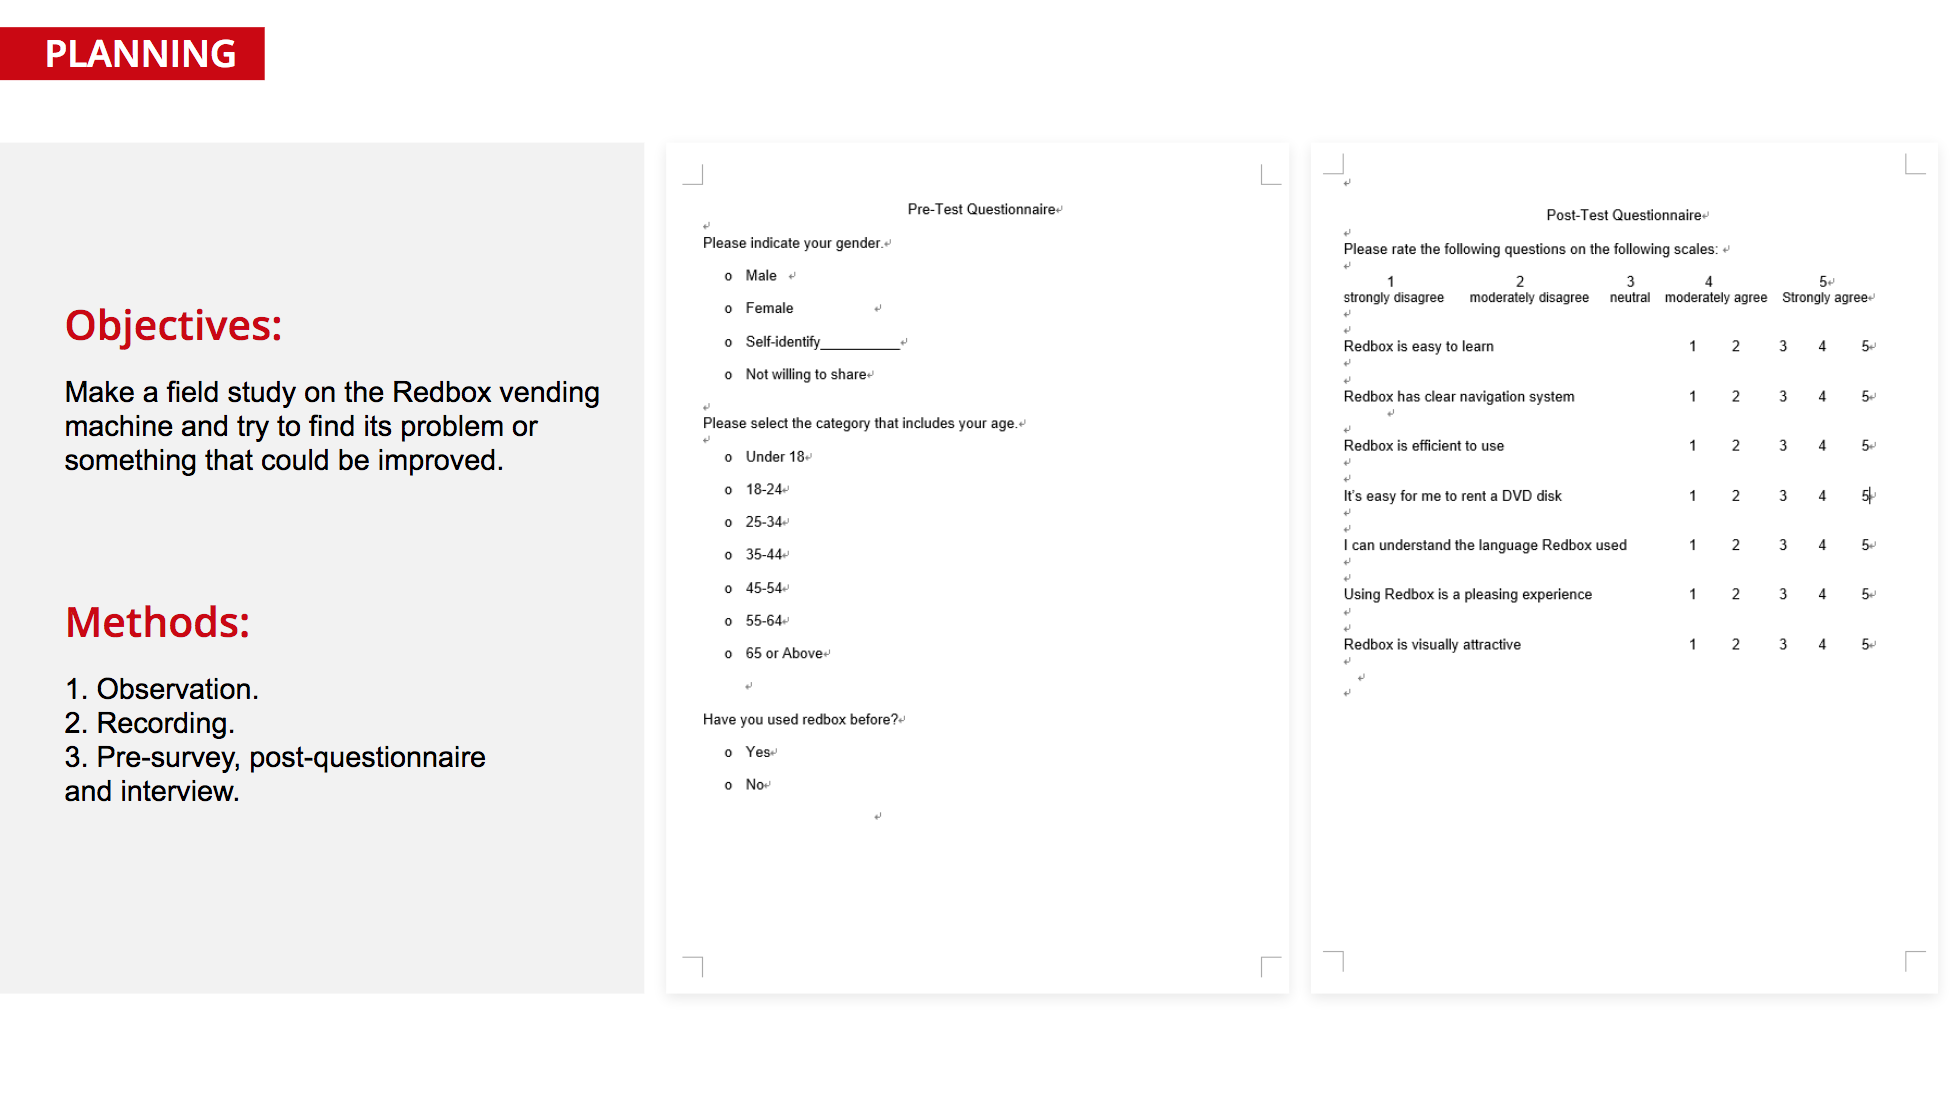 PLANNING
Objectives:
Make a field study on the Redbox vending
machine and try to find its problem or
something that could be improved.
Methods:
1. Observation.
2. Recording.
3. Pre-survey, post-questionnaire
and interview.
Pre-Test Questionnaire
Please indicate your gender.
o Male
o Female
o Self-identify__________
o Not willing to share
Please select the category that includes your age.
o Under 18
o 18-24
o 25-34
o 35-44
o 45-54
o 55-64
o 65 or Above
Have you used redbox before?
o Yes
o No
Post-Test Questionnaire
Please rate the following questions on the following scales:
1 2 3 4 5
strongly disagree moderately disagree neutral moderately agree Strongly agree
Redbox is easy to learn 1 2 3 4 5
Redbox has clear navigation system 1 2 3 4 5
Redbox is efficient to use 1 2 3 4 5
It's easy for me to rent a DVD disk 1 2 3 4 5
I can understand the language Redbox used 1 2 3 4 5
Using Redbox is a pleasing experience 1 2 3 4 5
Redbox is visually attractive 1 2 3 4 5